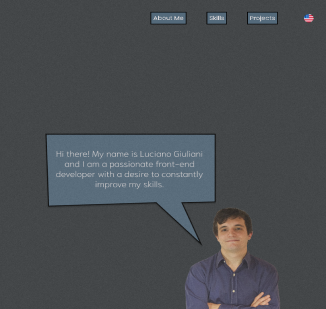 About Me Skills Projects
Hi there! My name is Luciano Giuliani
and I am a passionate front-end
developer with a desire to constantly
improve my skills.